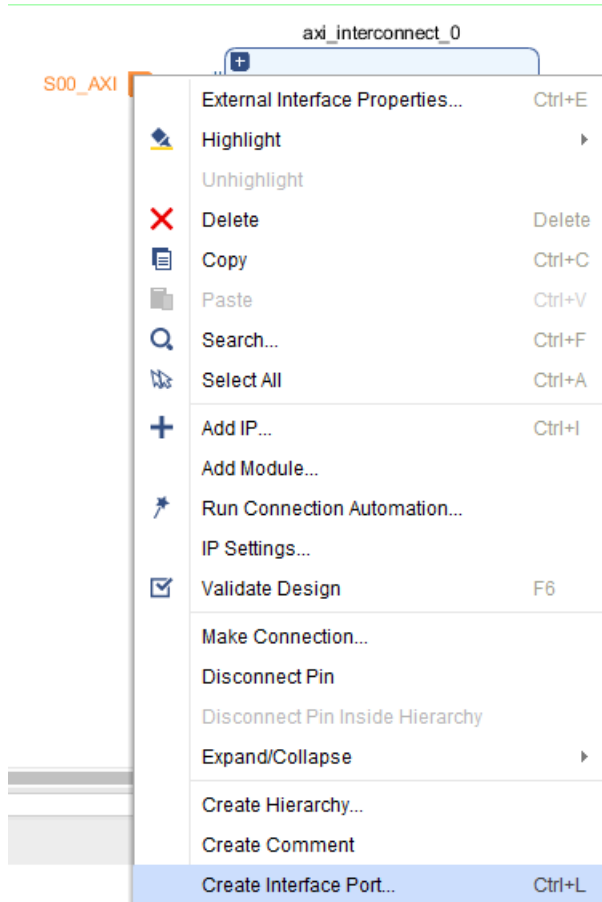 axi_interconnect_0
S00_AXI
External Interface Properties... Ctrl+E
Highlight
Unhighlight
Delete Delete
Copy Ctrl+C
Paste Ctrl+V
Search... Ctrl+F
Select All Ctrl+A
Add IP... Ctrl+I
Add Module...
Run Connection Automation...
IP Settings...
Validate Design F6
Make Connection...
Disconnect Pin
Disconnect Pin Inside Hierarchy
Expand/Collapse
Create Hierarchy...
Create Comment
Create Interface Port... Ctrl+L